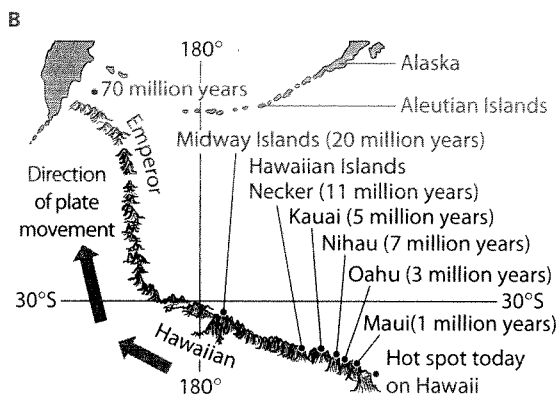 B
180°
Alaska
70 million years
Aleutian Islands
Emperor
Midway Islands (20 million years)
Hawaiian Islands
Necker (11 million years)
Direction
of plate
movement
Kauai (5 million years)
Nihau (7 million years)
Oahu (3 million years)
30°S
30°S
Maui(1 million years)
Hawaiian
Hot spot today
on Hawaii
180°